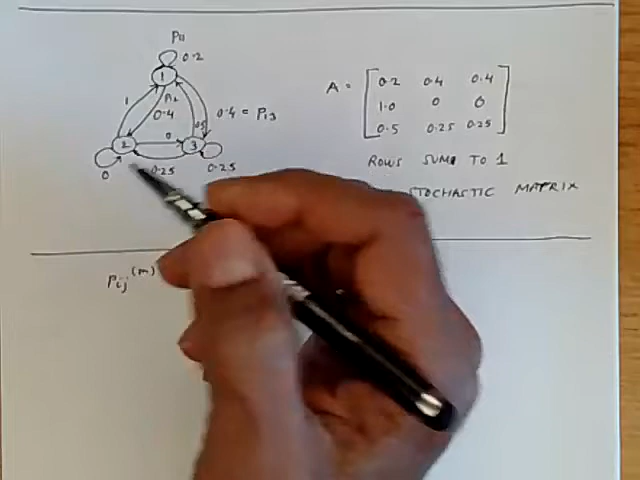 P11
0.2
1
1 P12
0.4
0.4 = P13
2 0 3
0.5
0 0.25 0.25
A = [ 0.2 0.4 0.4
1.0 0 0
0.5 0.25 0.25 ]
ROWS SUM TO 1
STOCHASTIC MATRIX
Pij(m)